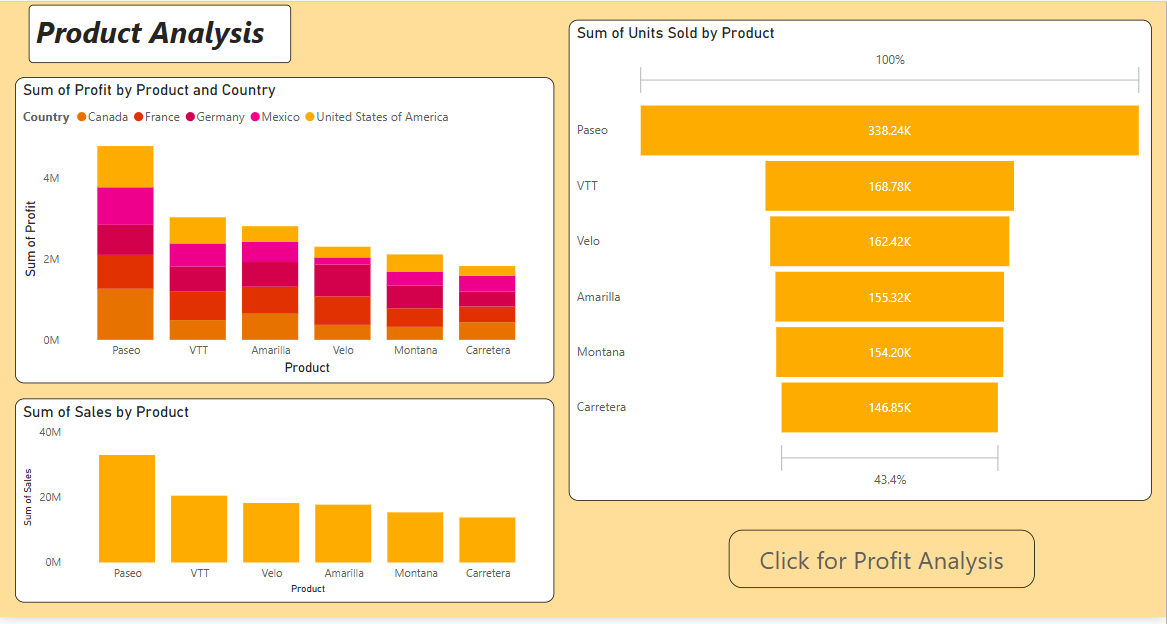 Product Analysis
Sum of Profit by Product and Country
Country Canada France Germany Mexico United States of America
4M
2M
0M
Sum of Profit
Paseo VTT Amarilla Velo Montana Carretera
Product
Sum of Sales by Product
40M
20M
0M
Sum of Sales
Paseo VTT Velo Amarilla Montana Carretera
Product
Sum of Units Sold by Product
100%
Paseo 338.24K
VTT 168.78K
Velo 162.42K
Amarilla 155.32K
Montana 154.20K
Carretera 146.85K
43.4%
Click for Profit Analysis